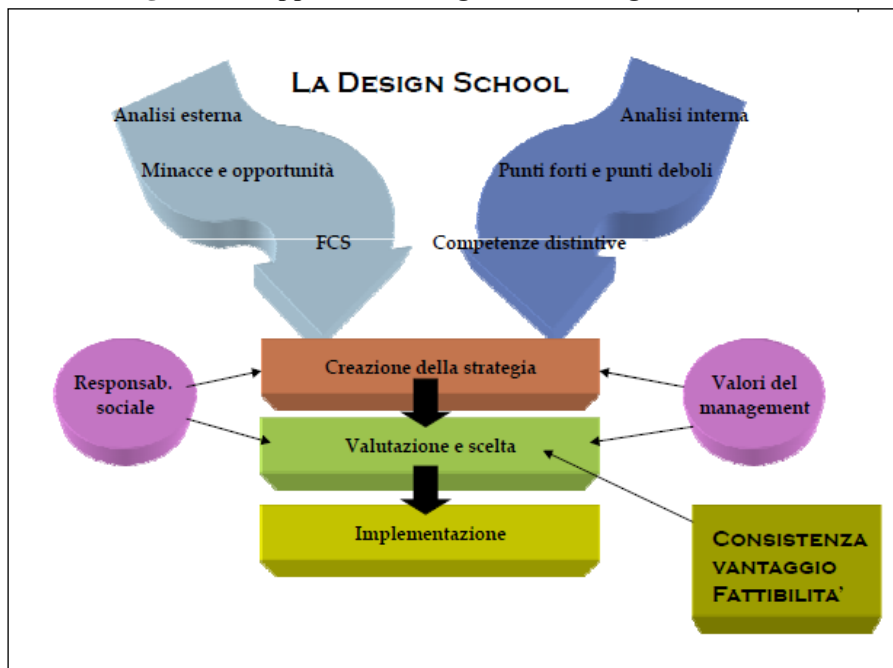 LA DESIGN SCHOOL
Analisi esterna
Analisi interna
Minacce e opportunità
Punti forti e punti deboli
FCS
Competenze distintive
Creazione della strategia
Responsab.
sociale
Valori del
management
Valutazione e scelta
Implementazione
CONSISTENZA
VANTAGGIO
FATTIBILITA'